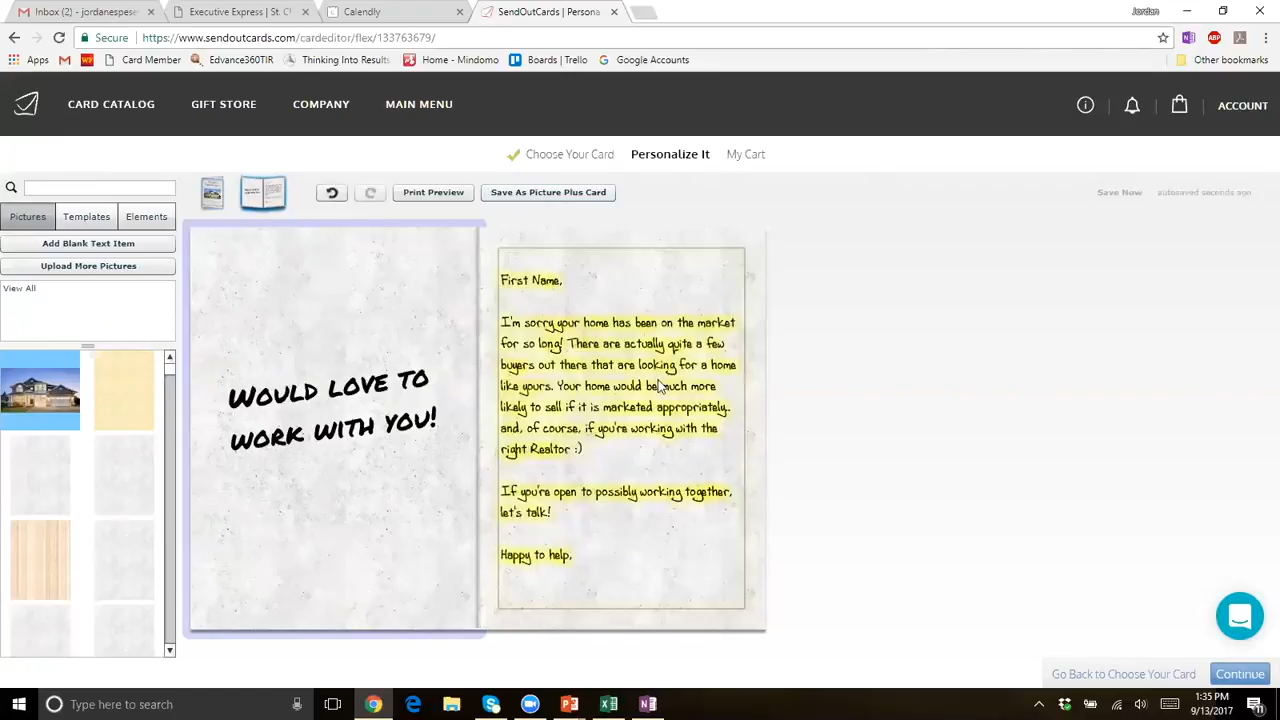 Inbox (2) - jordanespese
Executive Express | St. C
Calendly
SendOutCards | Persona
Jordan
Secure
https://www.sendoutcards.com/cardeditor/flex/133763679/
Apps
Card Member
Edvance360TIR
Thinking Into Results
Home - Mindomo
Boards | Trello
Google Accounts
Other bookmarks
CARD CATALOG
GIFT STORE
COMPANY
MAIN MENU
ACCOUNT
Choose Your Card
Personalize It
My Cart
Print Preview
Save As Picture Plus Card
Save Now
autosaved seconds ago
Pictures
Templates
Elements
Add Blank Text Item
Upload More Pictures
View All
WOULD LOVE TO
WORK WITH YOU!
First Name,
I'm sorry your home has been on the market
for so long! There are actually quite a few
buyers out there that are looking for a home
like yours. Your home would be much more
likely to sell if it is marketed appropriately..
and, of course, if you're working with the
right Realtor :)
If you're open to possibly working together,
let's talk!
Happy to help,
Go Back to Choose Your Card
Continue
Type here to search
1:35 PM
9/13/2017